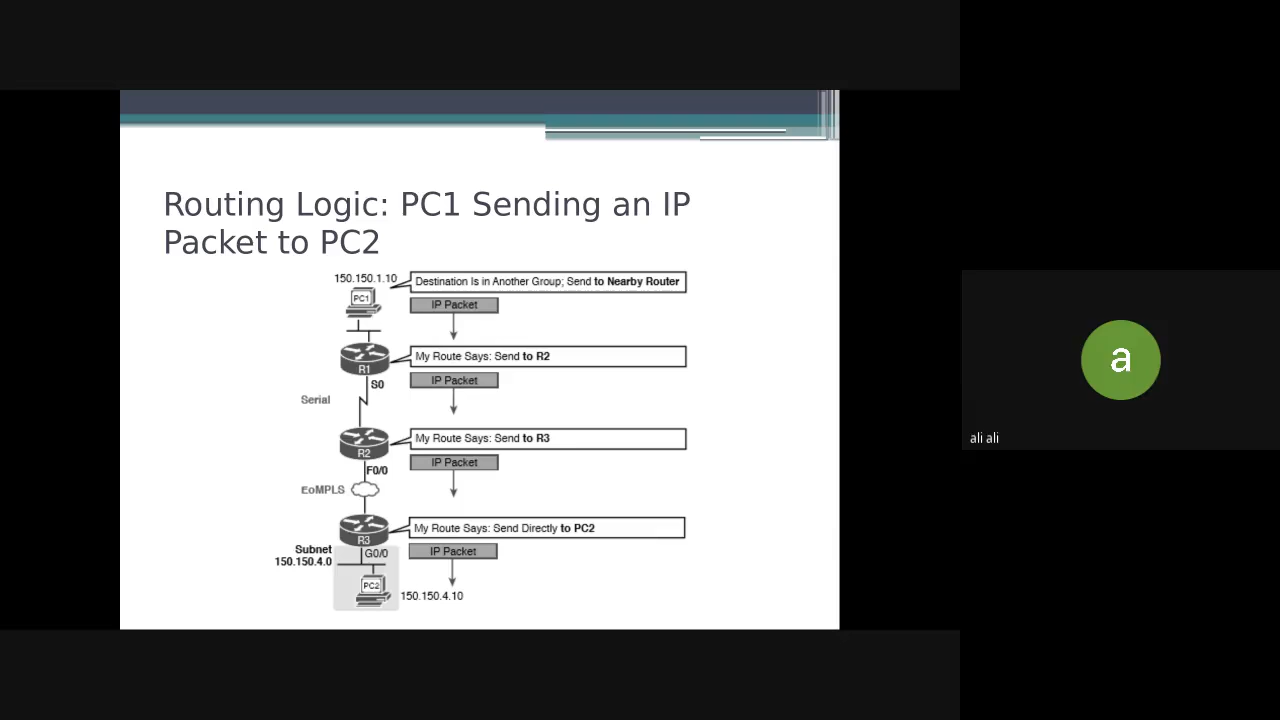 Routing Logic: PC1 Sending an IP
Packet to PC2
150.150.1.10
Destination Is in Another Group; Send to Nearby Router
PC1
IP Packet
R1
My Route Says: Send to R2
S0
IP Packet
Serial
R2
My Route Says: Send to R3
F0/0
IP Packet
EoMPLS
R3
My Route Says: Send Directly to PC2
Subnet
150.150.4.0
G0/0
IP Packet
PC2
150.150.4.10
a
ali ali